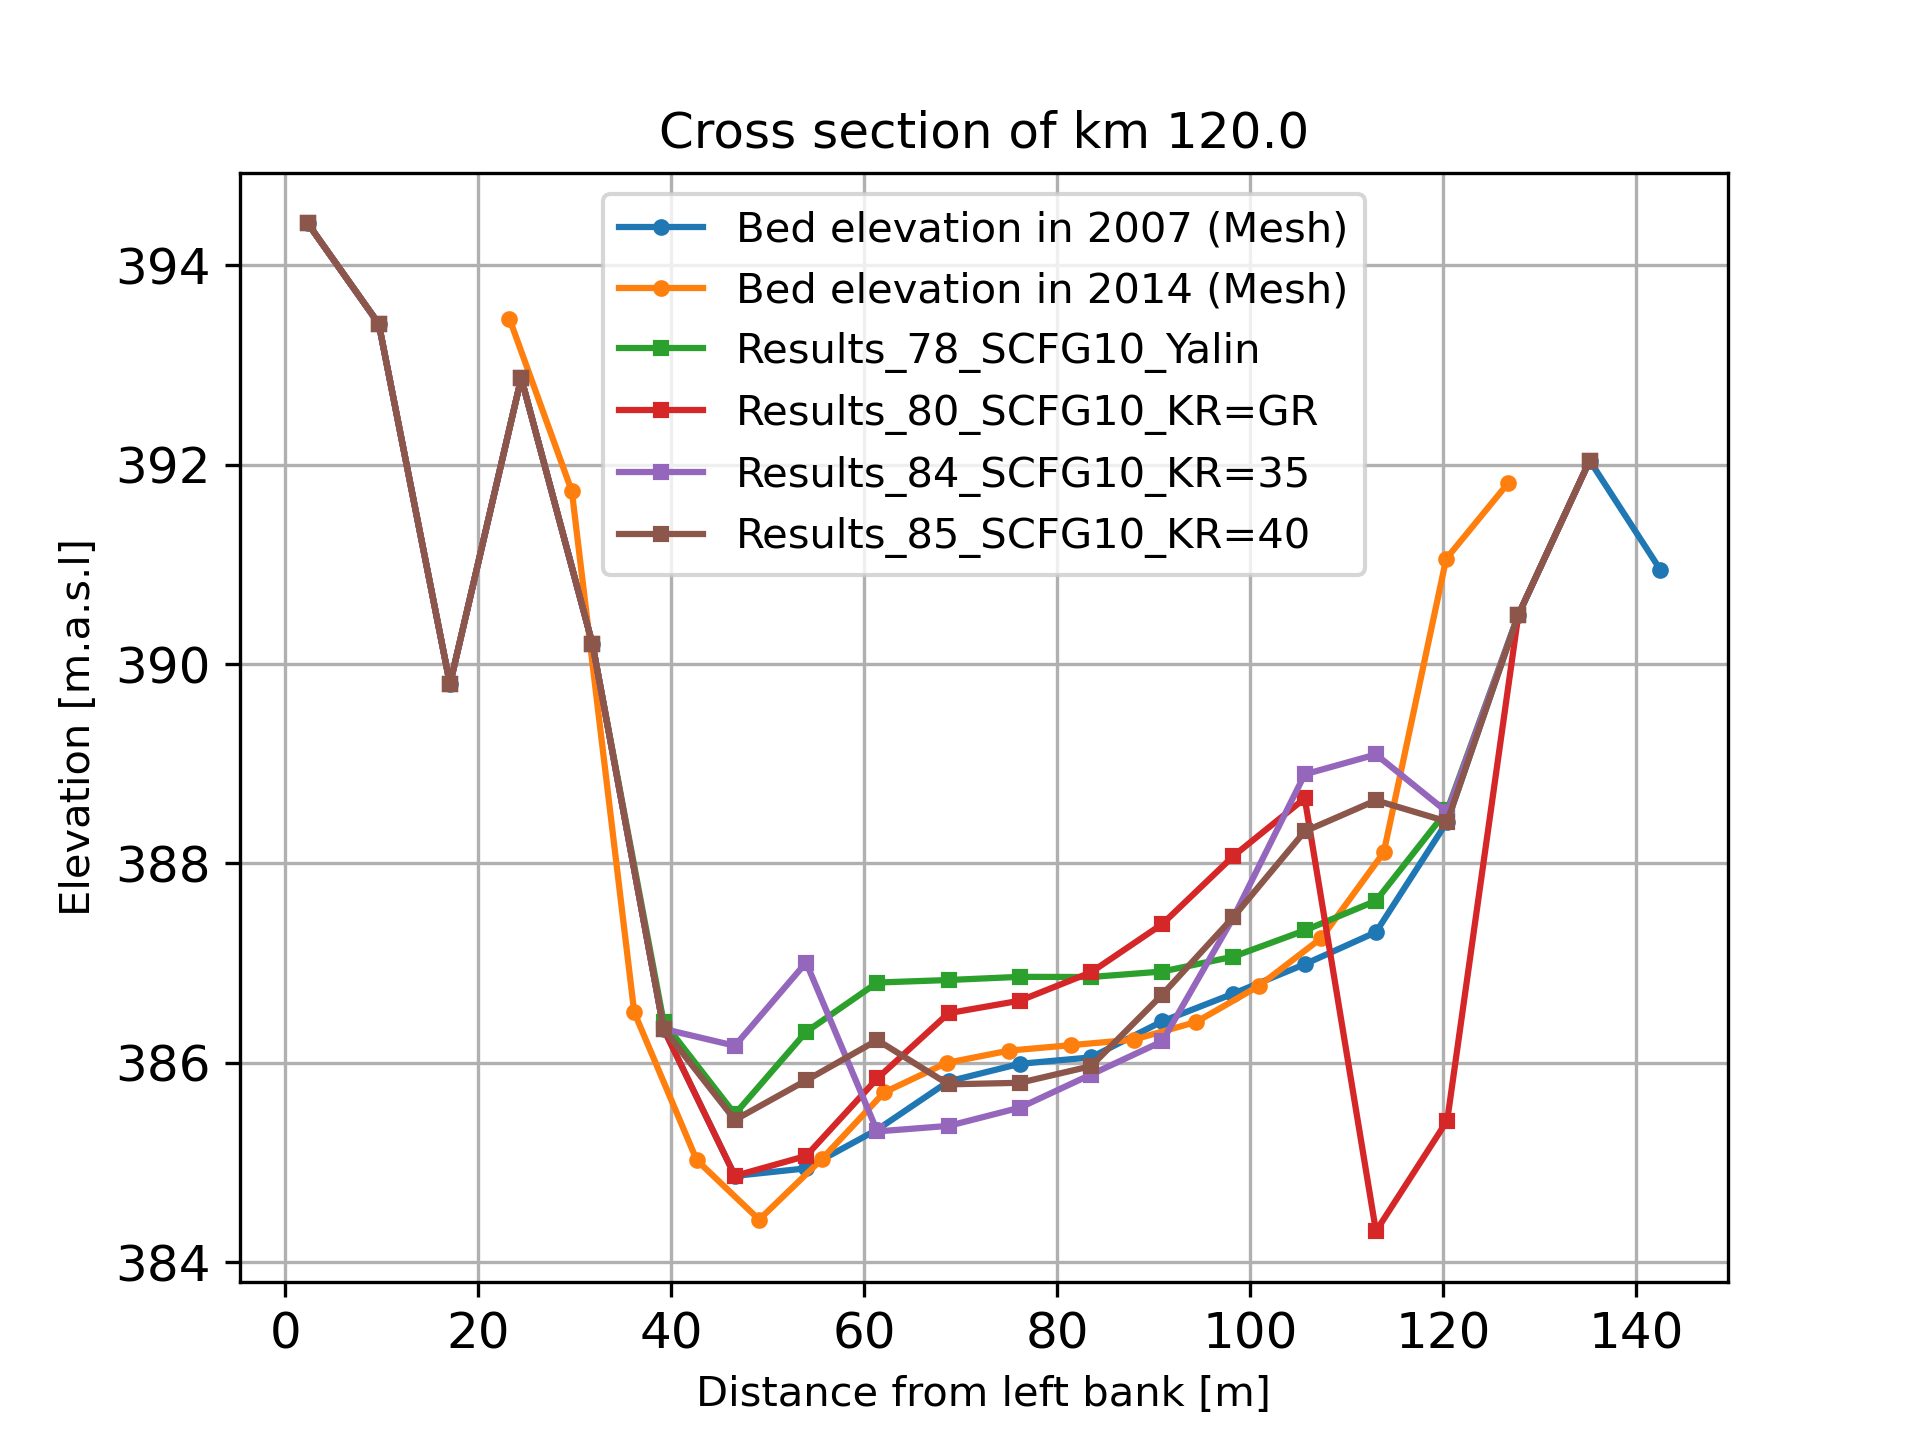 Cross section of km 120.0
Bed elevation in 2007 (Mesh)
Bed elevation in 2014 (Mesh)
Results_78_SCFG10_Yalin
Results_80_SCFG10_KR=GR
Results_84_SCFG10_KR=35
Results_85_SCFG10_KR=40
394
392
390
388
386
384
Elevation [m.a.s.l]
0 20 40 60 80 100 120 140
Distance from left bank [m]